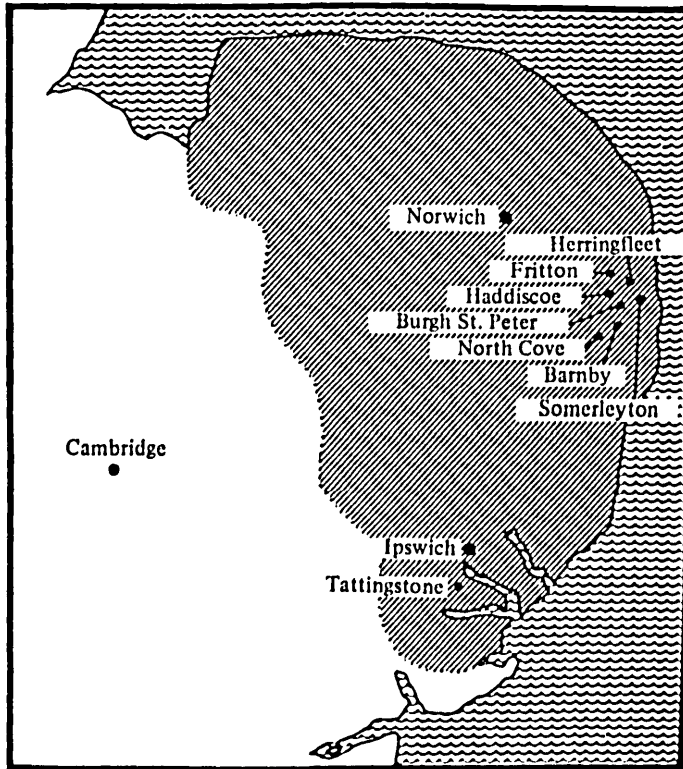 Norwich
Herringfleet
Fritton
Haddiscoe
Burgh St. Peter
North Cove
Barnby
Somerleyton
Cambridge
Ipswich
Tattingstone